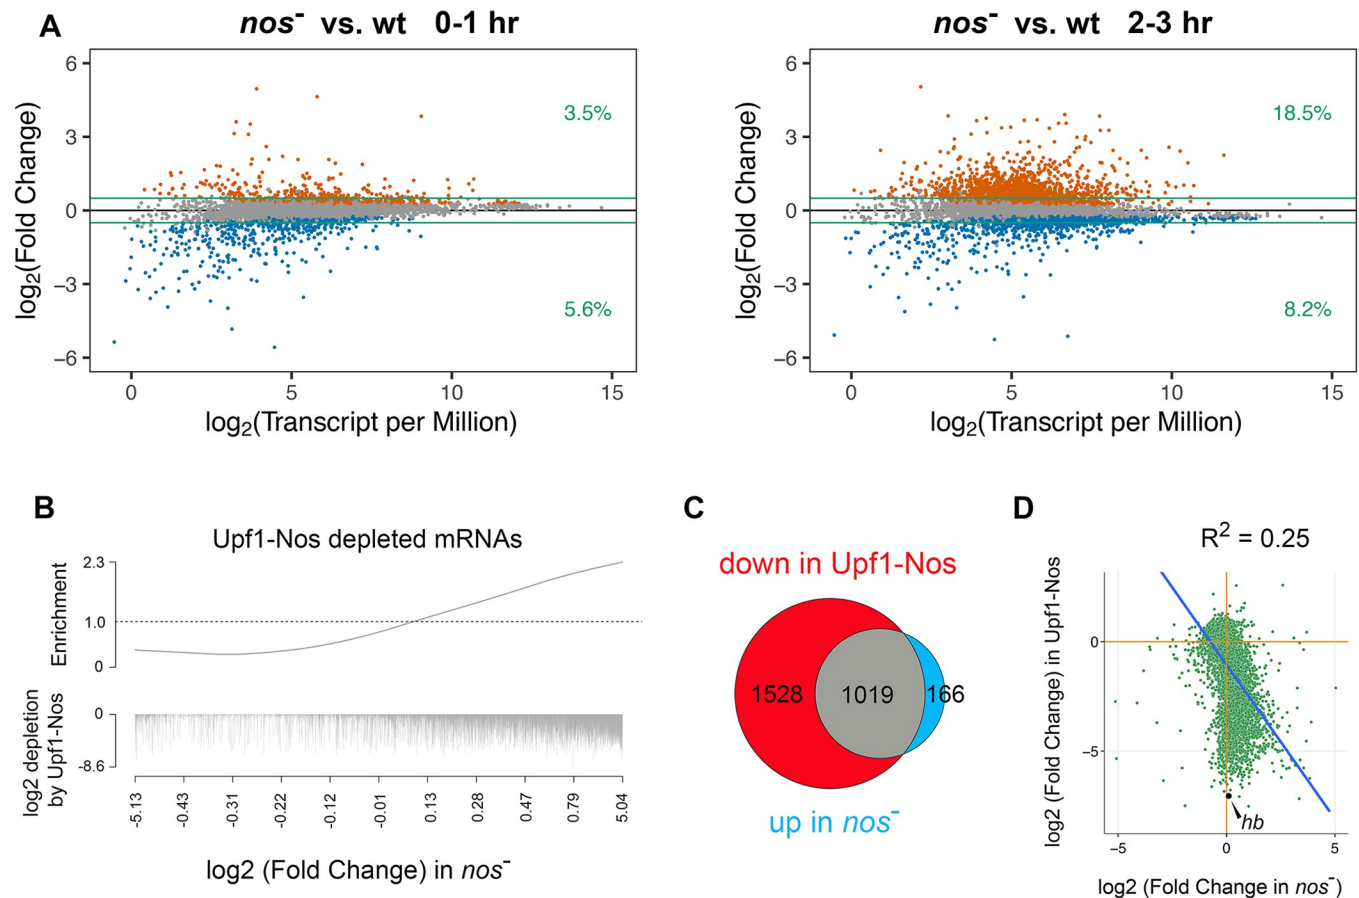 A
nos⁻ vs. wt 0-1 hr
log₂(Fold Change)
6
3
0
−3
−6
3.5%
5.6%
0 5 10 15
log₂(Transcript per Million)
nos⁻ vs. wt 2-3 hr
log₂(Fold Change)
6
3
0
−3
−6
18.5%
8.2%
0 5 10 15
log₂(Transcript per Million)
B
Upf1-Nos depleted mRNAs
Enrichment
2.3
1.0
0
log2 depletion
by Upf1-Nos
0
-8.6
-5.13 -0.43 -0.31 -0.22 -0.12 -0.01 0.13 0.28 0.47 0.79 5.04
log2 (Fold Change) in nos⁻
C
down in Upf1-Nos
1528 1019 166
up in nos⁻
D
R² = 0.25
log2 (Fold Change) in Upf1-Nos
0
−5
hb
−5 0 5
log2 (Fold Change in nos⁻)